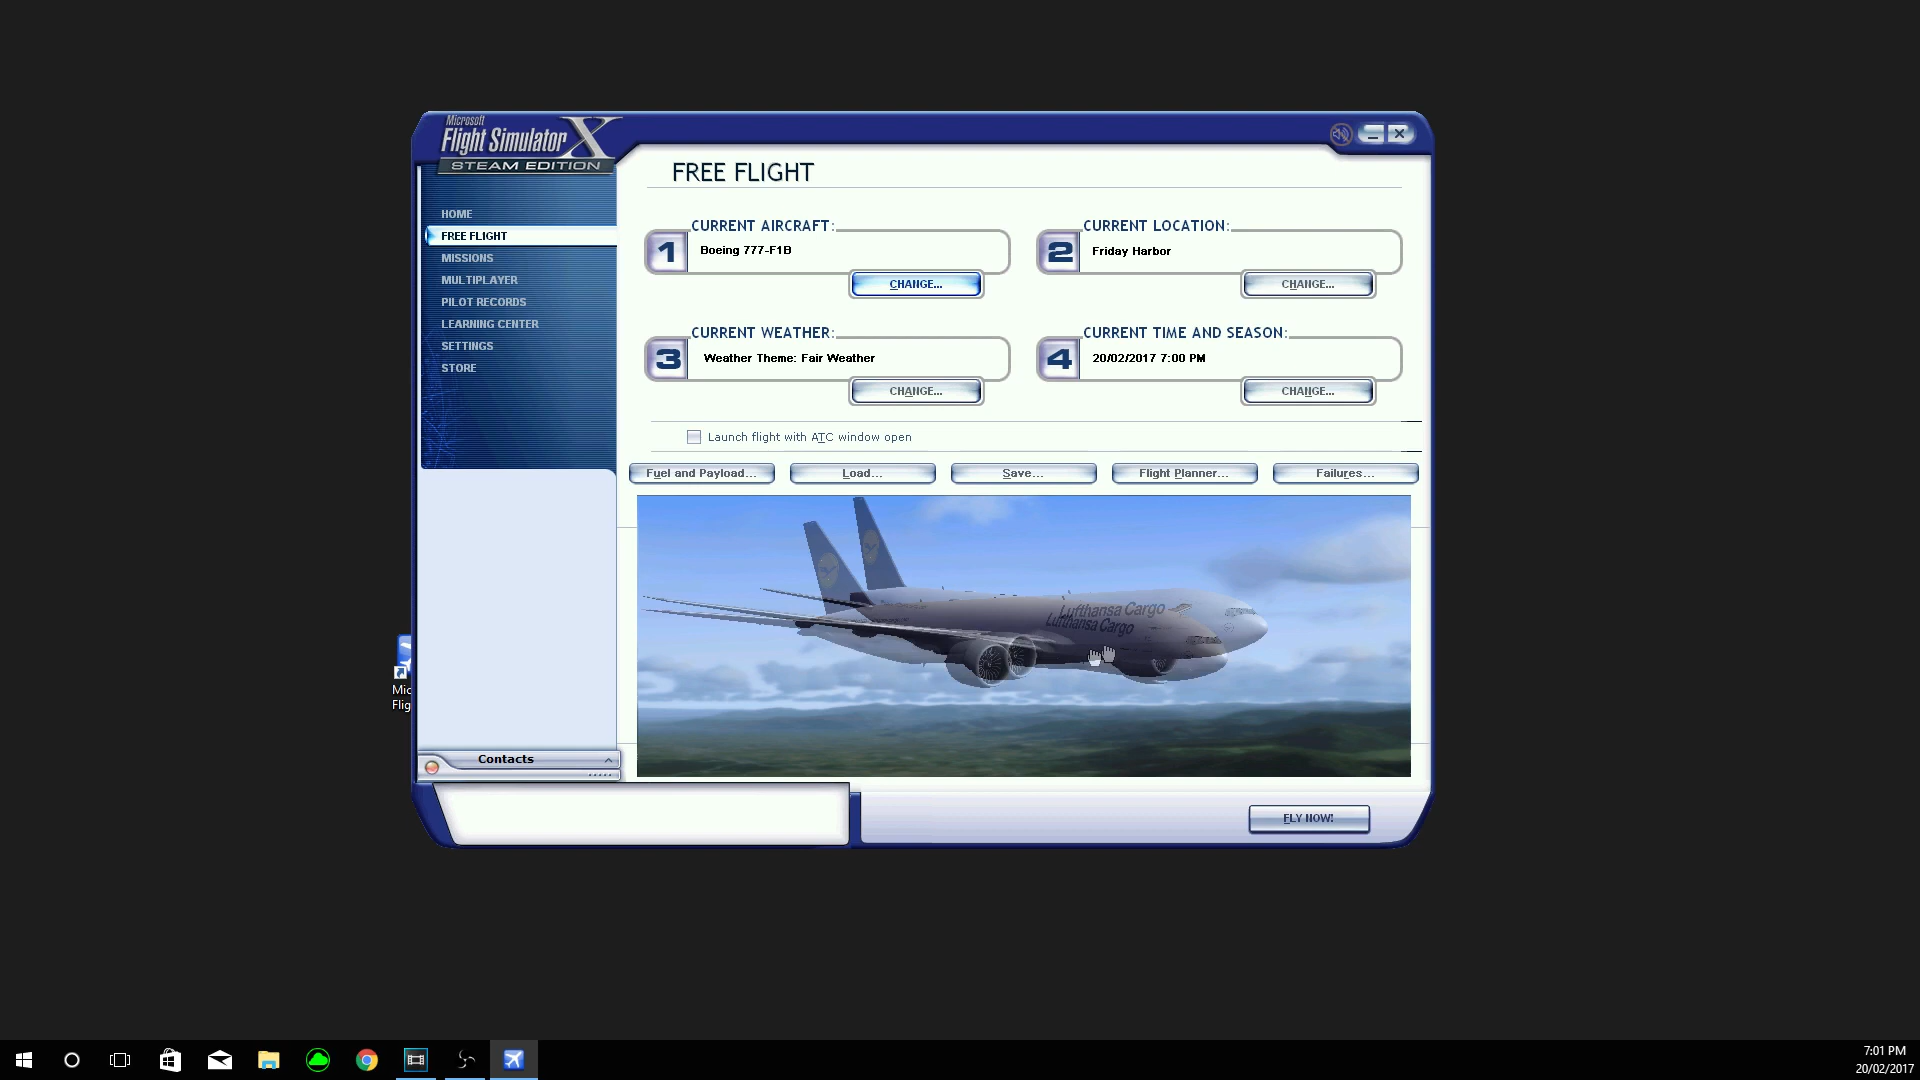 Microsoft
Flight Simulator X
STEAM EDITION
FREE FLIGHT
HOME
FREE FLIGHT
MISSIONS
MULTIPLAYER
PILOT RECORDS
LEARNING CENTER
SETTINGS
STORE
CURRENT AIRCRAFT:
1
Boeing 777-F1B
CHANGE...
CURRENT LOCATION:
2
Friday Harbor
CHANGE...
CURRENT WEATHER:
3
Weather Theme: Fair Weather
CHANGE...
CURRENT TIME AND SEASON:
4
20/02/2017 7:00 PM
CHANGE...
Launch flight with ATC window open
Fuel and Payload... Load... Save... Flight Planner... Failures...
Lufthansa Cargo
Lufthansa Cargo
Mic
Flig
Contacts
FLY NOW!
7:01 PM
20/02/2017